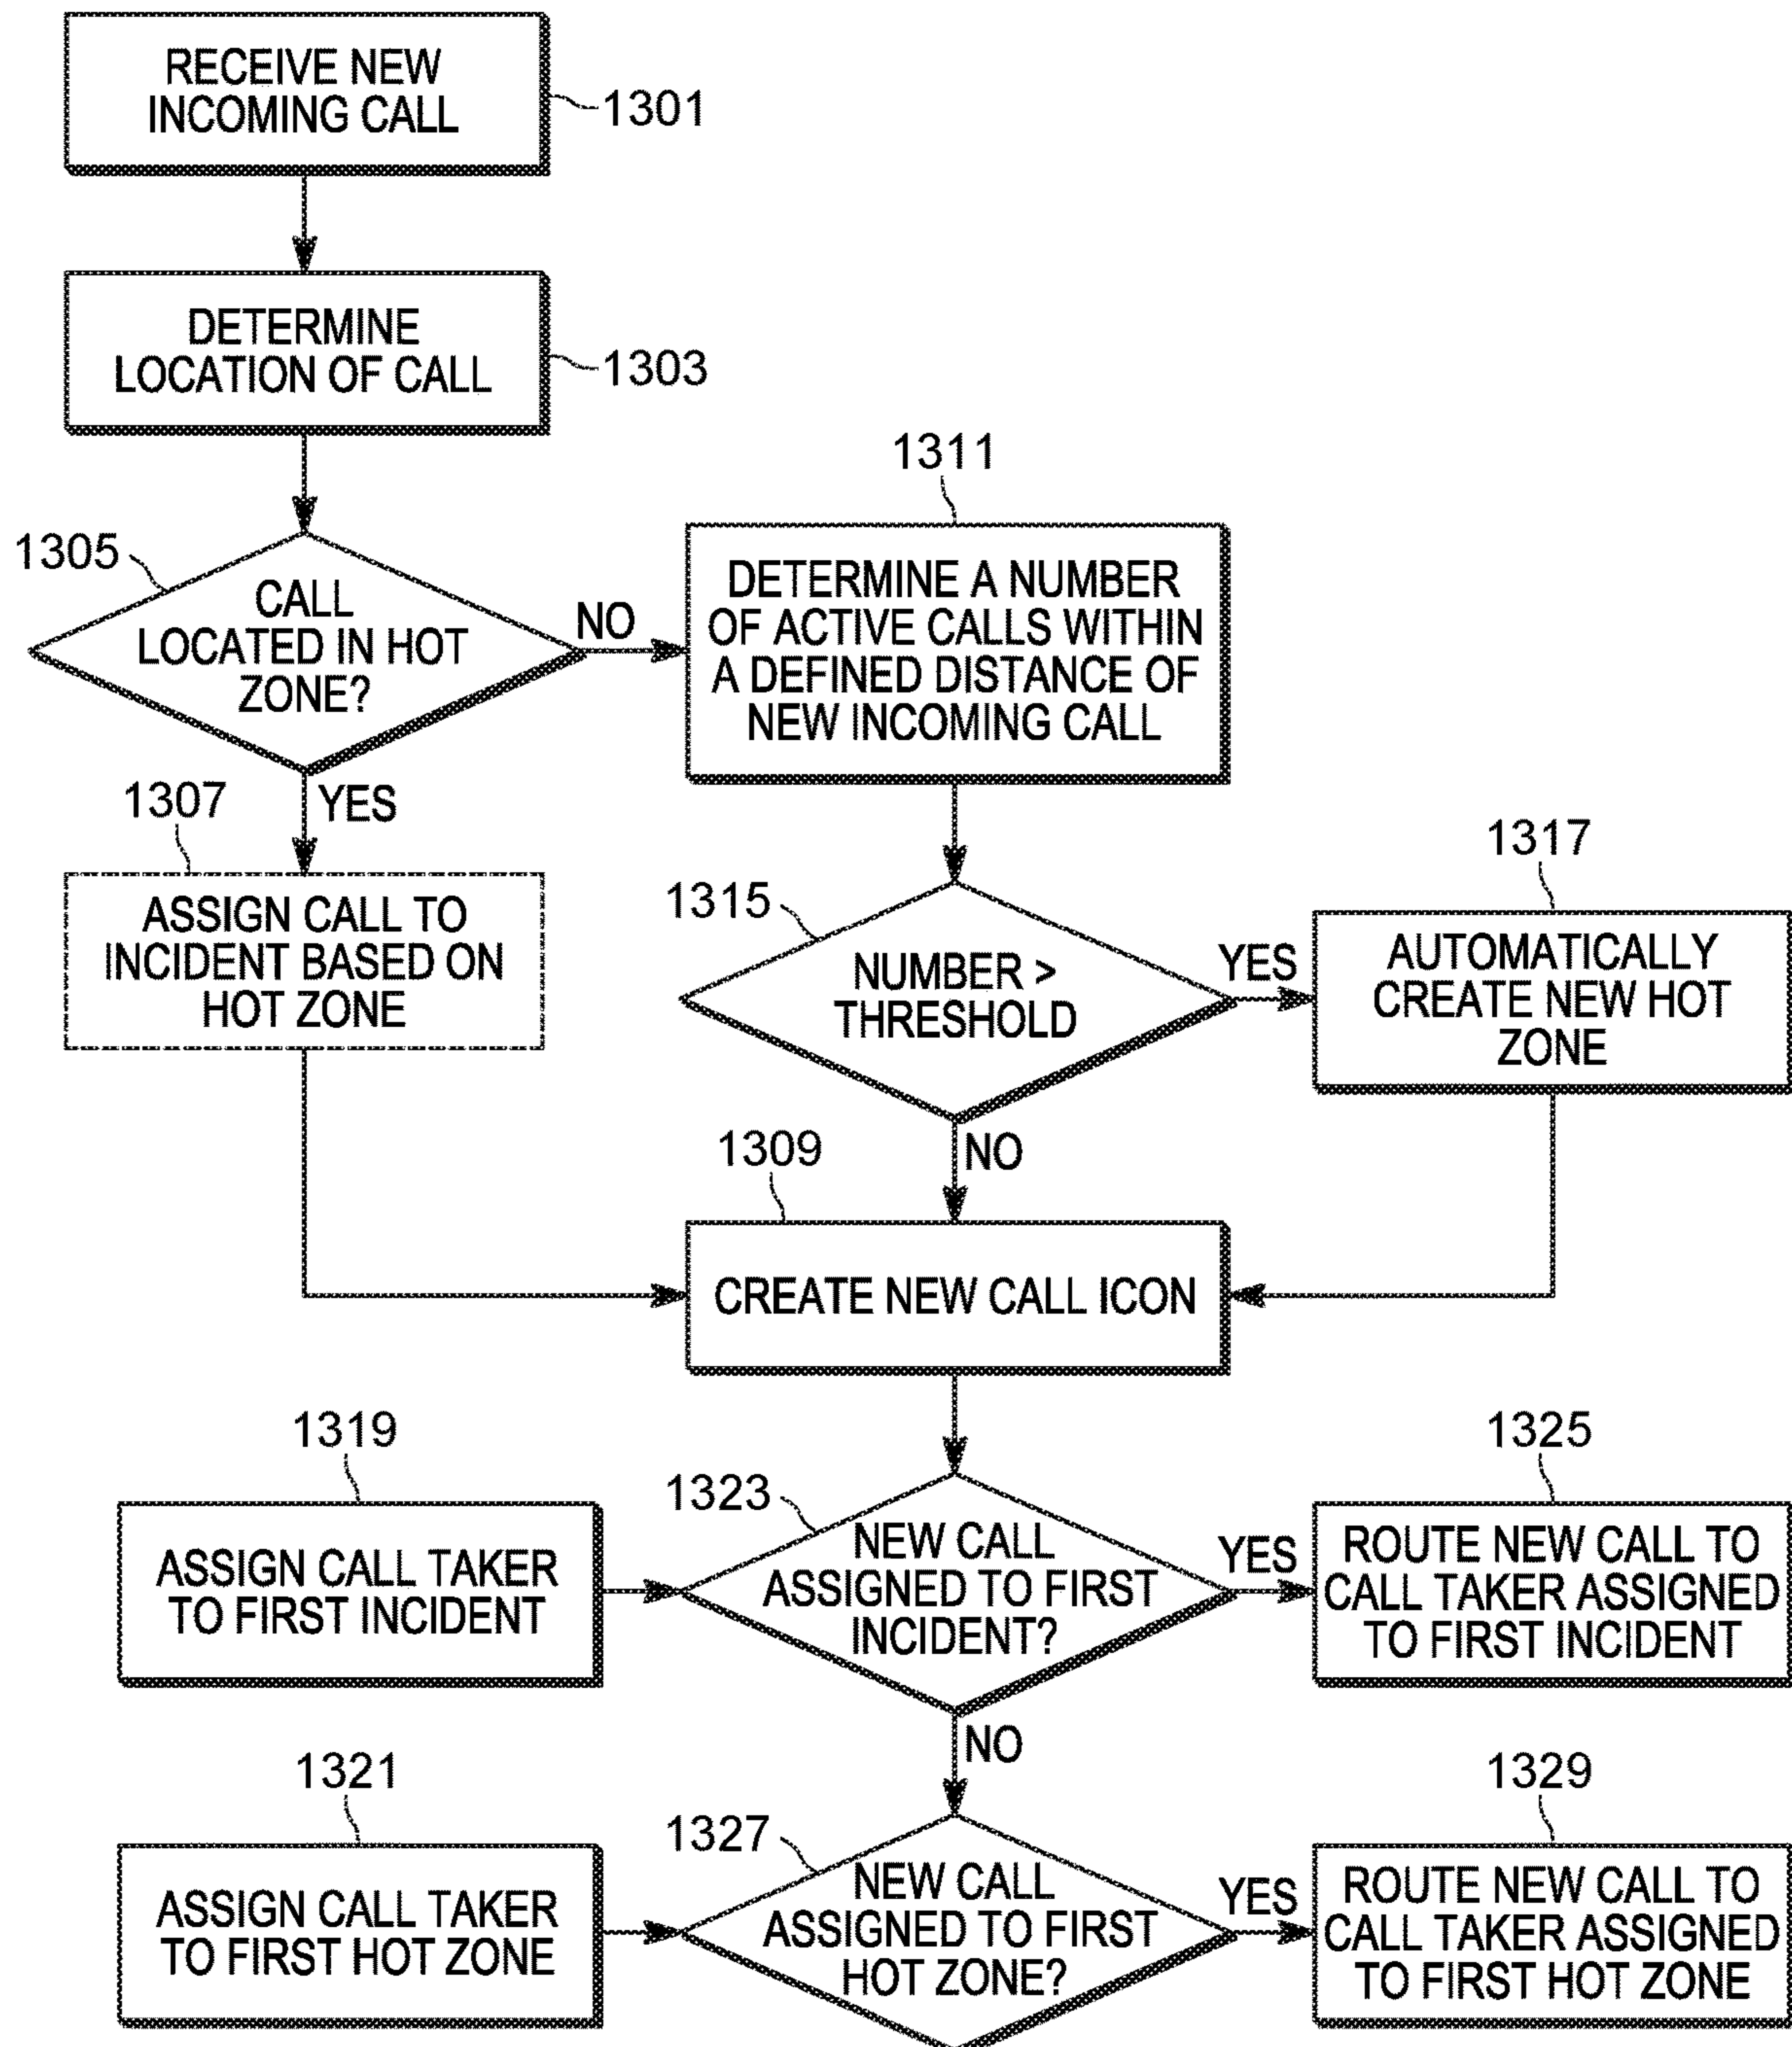 RECEIVE NEW
INCOMING CALL
1301
DETERMINE
LOCATION OF CALL
1303
1305
CALL
LOCATED IN HOT
ZONE?
NO
YES
1311
DETERMINE A NUMBER
OF ACTIVE CALLS WITHIN
A DEFINED DISTANCE OF
NEW INCOMING CALL
1307
ASSIGN CALL TO
INCIDENT BASED ON
HOT ZONE
1315
NUMBER >
THRESHOLD
YES
NO
1317
AUTOMATICALLY
CREATE NEW HOT
ZONE
1309
CREATE NEW CALL ICON
1319
ASSIGN CALL TAKER
TO FIRST INCIDENT
1323
NEW CALL
ASSIGNED TO FIRST
INCIDENT?
YES
NO
1325
ROUTE NEW CALL TO
CALL TAKER ASSIGNED
TO FIRST INCIDENT
1321
ASSIGN CALL TAKER
TO FIRST HOT ZONE
1327
NEW CALL
ASSIGNED TO FIRST
HOT ZONE?
YES
1329
ROUTE NEW CALL TO
CALL TAKER ASSIGNED
TO FIRST HOT ZONE